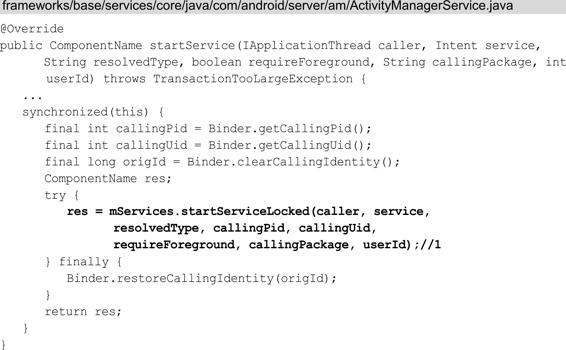 frameworks/base/services/core/java/com/android/server/am/ActivityManagerService.java
@Override
public ComponentName startService(IApplicationThread caller, Intent service,
String resolvedType, boolean requireForeground, String callingPackage, int
userId) throws TransactionTooLargeException {
...
synchronized(this) {
final int callingPid = Binder.getCallingPid();
final int callingUid = Binder.getCallingUid();
final long origId = Binder.clearCallingIdentity();
ComponentName res;
try {
res = mServices.startServiceLocked(caller, service,
resolvedType, callingPid, callingUid,
requireForeground, callingPackage, userId);//1
} finally {
Binder.restoreCallingIdentity(origId);
}
return res;
}
}